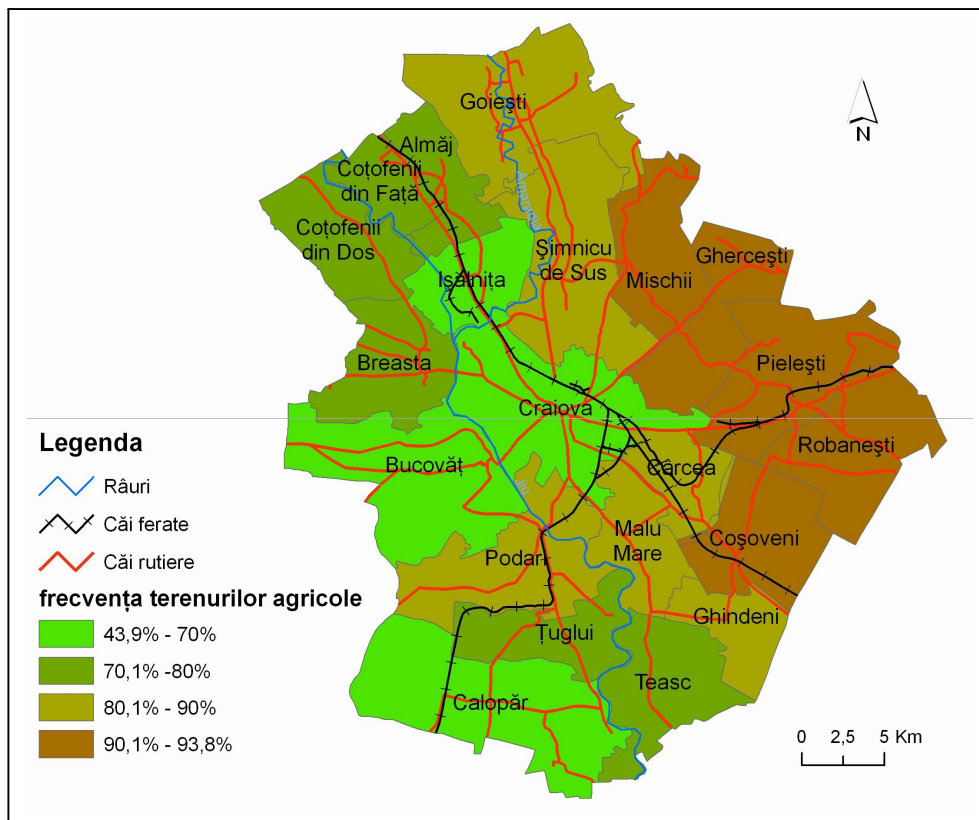 Goiești
N
Almăj
Coțofenii
din Față
Amaradia
Coțofenii
din Dos
Șimnicu
de Sus
Ghercești
Mischii
Ișalnița
Breasta
Pielești
Craiova
Robanești
Bucovăț
Cârcea
Jiu
Malu
Mare
Coșoveni
Podari
Ghindeni
Țuglui
Teasc
Calopăr
Legenda
Râuri
Căi ferate
Căi rutiere
frecvența terenurilor agricole
43,9% - 70%
70,1% -80%
80,1% - 90%
90,1% - 93,8%
0 2,5 5 Km